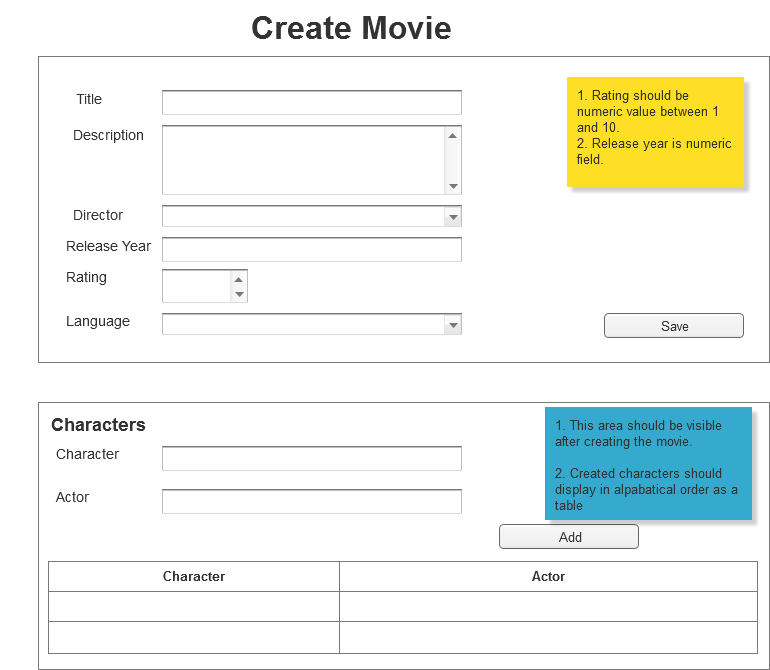 Create Movie
Title
1. Rating should be
numeric value between 1
and 10.
2. Release year is numeric
field.
Description
Director
Release Year
Rating
Language
Save
Characters
1. This area should be visible
after creating the movie.
2. Created characters should
display in alpabatical order as a
table
Character
Actor
Add
Character Actor